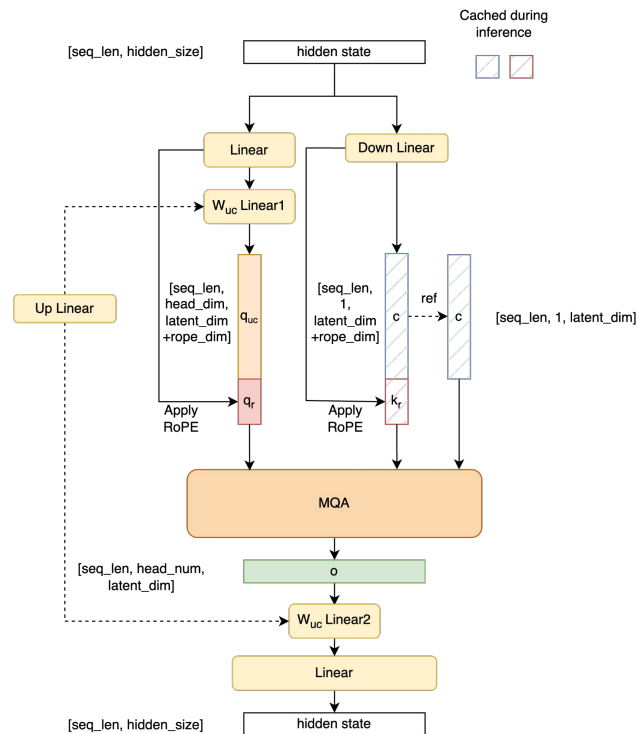 Cached during
inference
[seq_len, hidden_size]
hidden state
Linear
Down Linear
W_uc Linear1
Up Linear
[seq_len,
head_dim,
latent_dim
+rope_dim]
q_uc
q_r
Apply
RoPE
[seq_len,
1,
latent_dim
+rope_dim]
c
k_r
Apply
RoPE
ref
c
[seq_len, 1, latent_dim]
MQA
[seq_len, head_num,
latent_dim]
o
W_uc Linear2
Linear
[seq_len, hidden_size]
hidden state